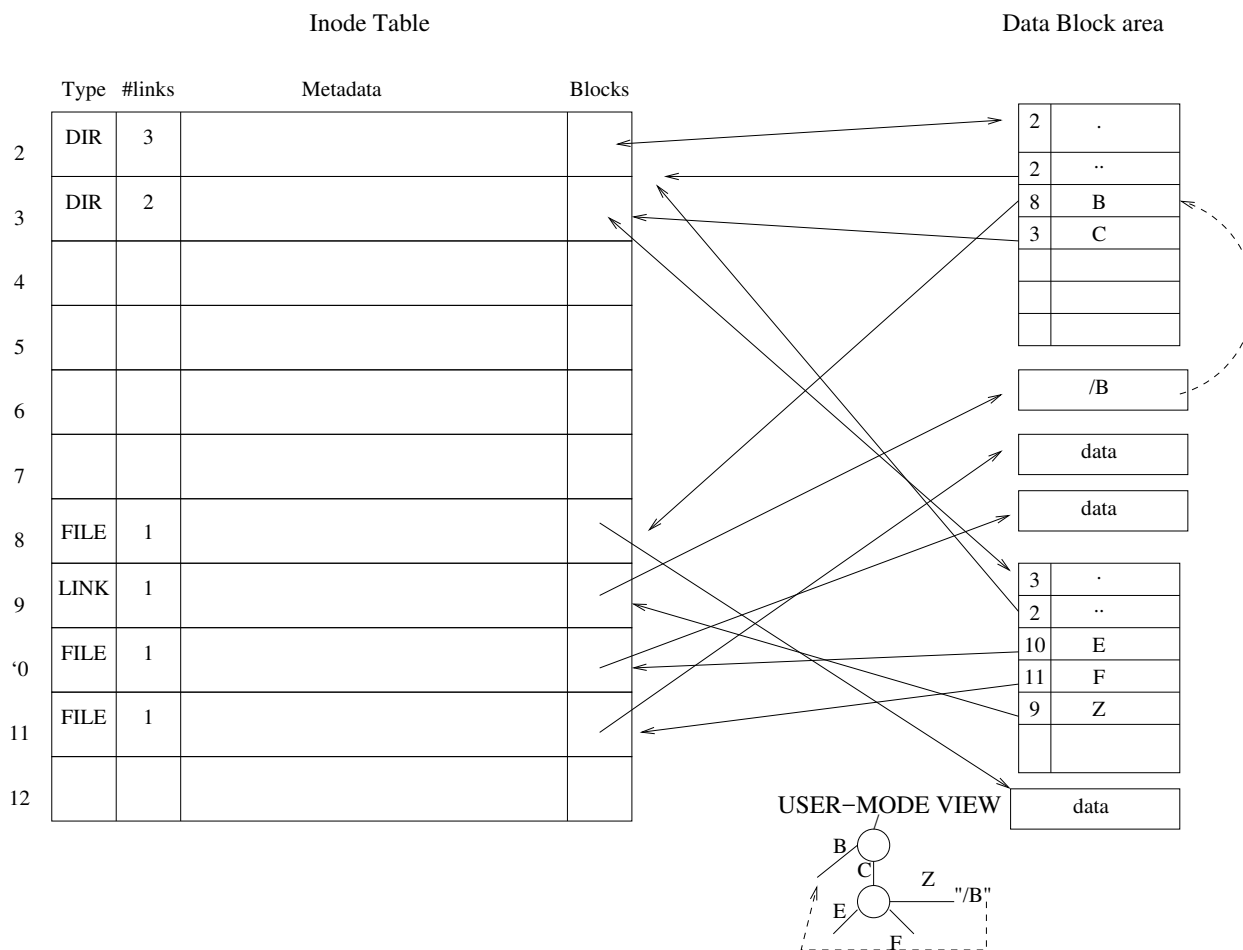 Inode Table
Data Block area
Type #links Metadata Blocks
2 DIR 3
3 DIR 2
4
5
6
7
8 FILE 1
9 LINK 1
‘0 FILE 1
11 FILE 1
12
2 .
2 ..
8 B
3 C
/B
data
data
3 .
2 ..
10 E
11 F
9 Z
data
USER−MODE VIEW
B
C
Z
"/B"
E
F